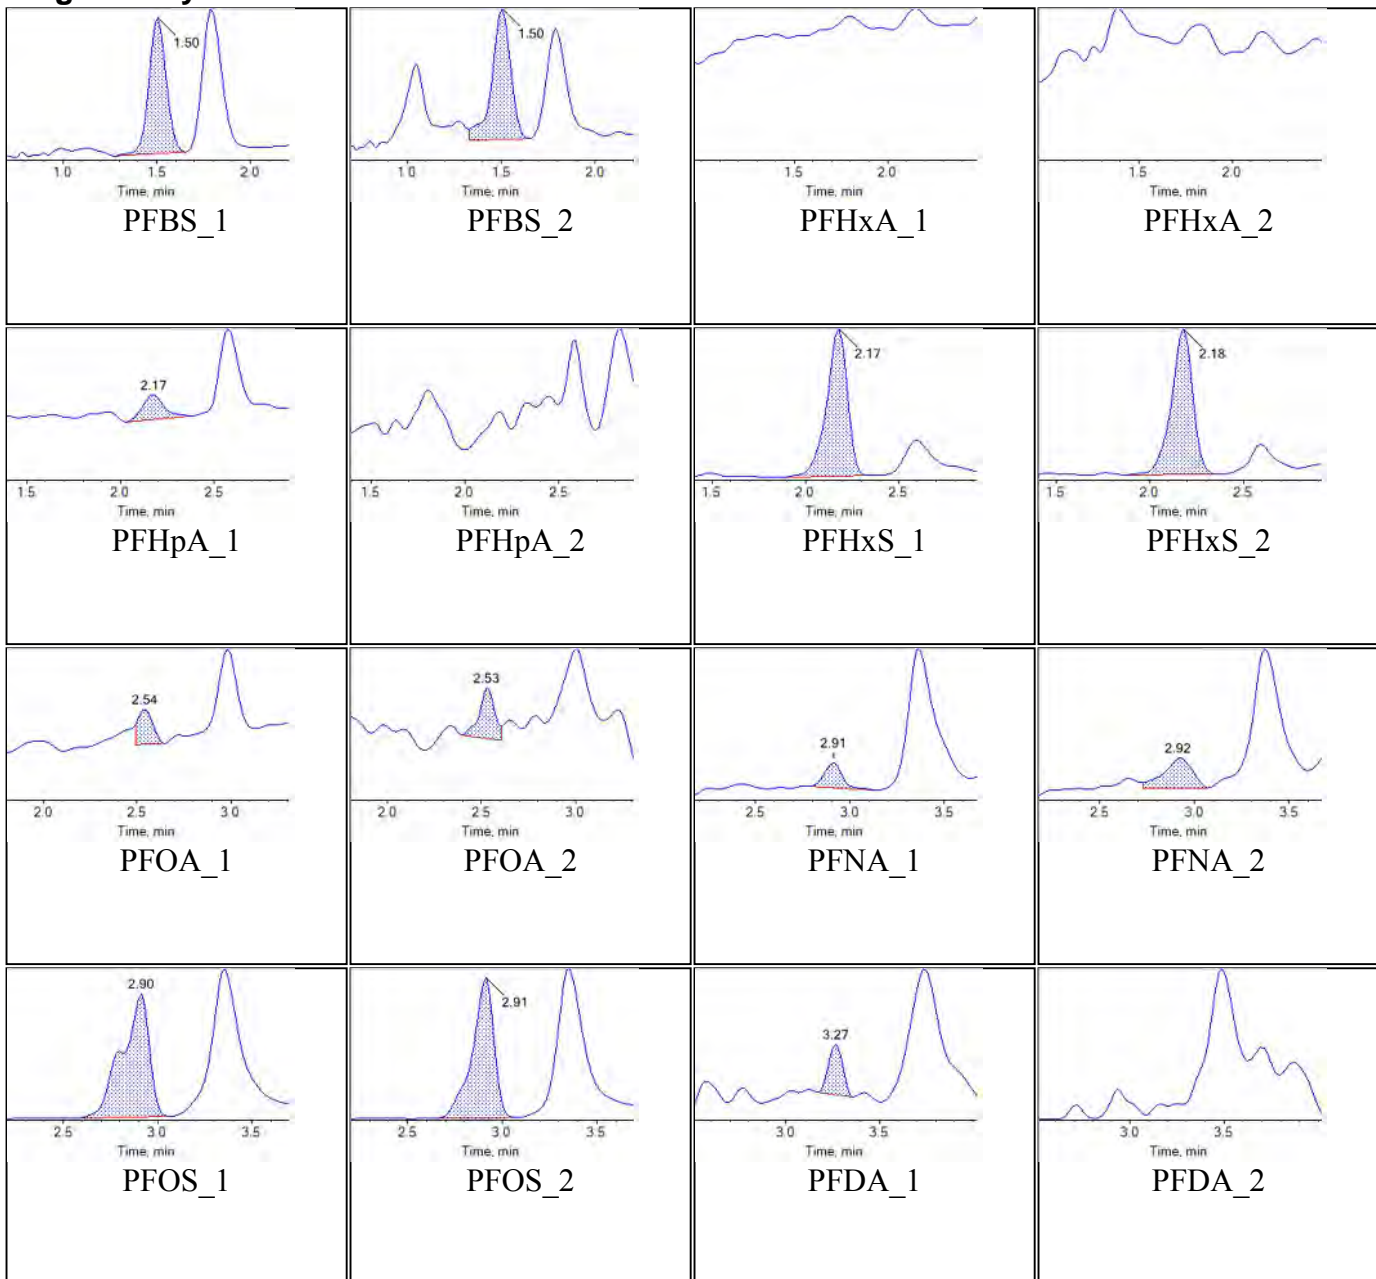 1.50
1.0 1.5 2.0
Time, min
PFBS_1
1.50
1.0 1.5 2.0
Time, min
PFBS_2
1.5 2.0
Time, min
PFHxA_1
1.5 2.0
Time, min
PFHxA_2
2.17
1.5 2.0 2.5
Time, min
PFHpA_1
1.5 2.0 2.5
Time, min
PFHpA_2
2.17
1.5 2.0 2.5
Time, min
PFHxS_1
2.18
1.5 2.0 2.5
Time, min
PFHxS_2
2.54
2.0 2.5 3.0
Time, min
PFOA_1
2.53
2.0 2.5 3.0
Time, min
PFOA_2
2.91
2.5 3.0 3.5
Time, min
PFNA_1
2.92
2.5 3.0 3.5
Time, min
PFNA_2
2.90
2.5 3.0 3.5
Time, min
PFOS_1
2.91
2.5 3.0 3.5
Time, min
PFOS_2
3.27
3.0 3.5
Time, min
PFDA_1
3.0 3.5
Time, min
PFDA_2